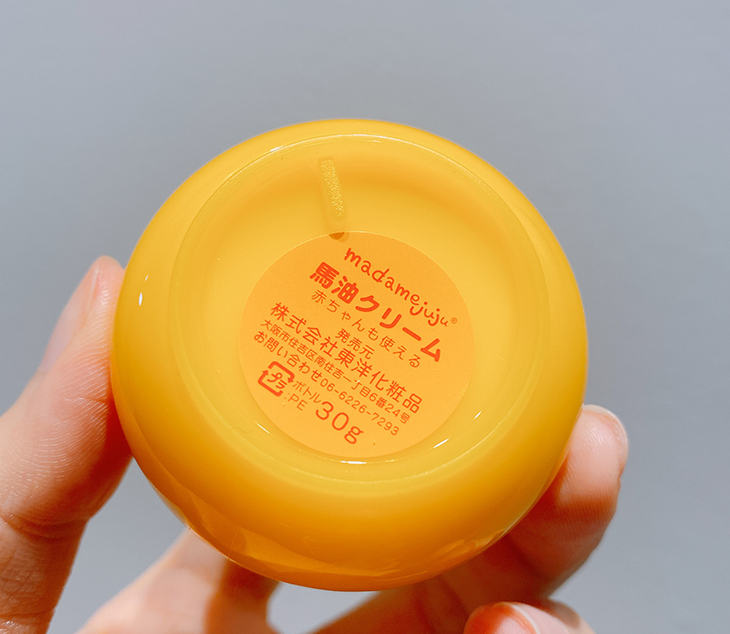 madamejuju®
馬油クリーム
赤ちゃんも使える
発売元
株式会社東洋化粧品
大阪市住吉区南住吉一丁目6番24号
お問い合わせ06-6226-7293
プラ ボトル:PE
30g